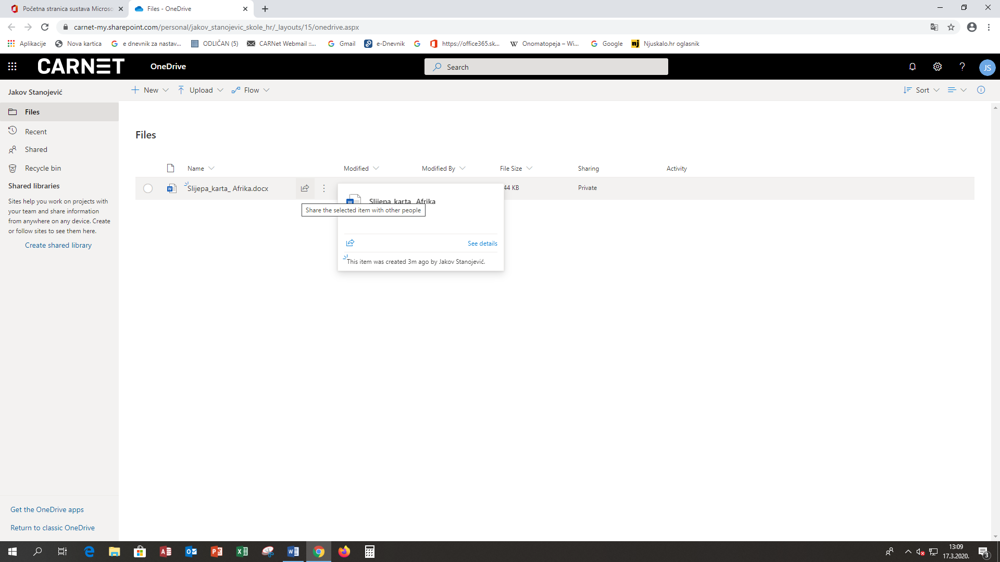 Početna stranica sustava Microso
Files - OneDrive
carnet-my.sharepoint.com/personal/jakov_stanojevic_skole_hr/_layouts/15/onedrive.aspx
Aplikacije
Nova kartica
e dnevnik za nastav...
ODLIČAN (5)
CARNet Webmail ::...
Gmail
e-Dnevnik
https://office365.sk...
Onomatopeja – Wi...
Google
Njuskalo.hr oglasnik
CARNET
OneDrive
Search
JS
Jakov Stanojević
New
Upload
Flow
Sort
Files
Recent
Shared
Recycle bin
Shared libraries
Sites help you work on projects with
your team and share information
from anywhere on any device. Create
or follow sites to see them here.
Create shared library
Files
Name
Modified
Modified By
File Size
Sharing
Activity
Slijepa_karta_ Afrika.docx
44 KB
Private
Slijepa_karta_ Afrika
Share the selected item with other people
See details
This item was created 3m ago by Jakov Stanojević.
Get the OneDrive apps
Return to classic OneDrive
13:09
17.3.2020.
3